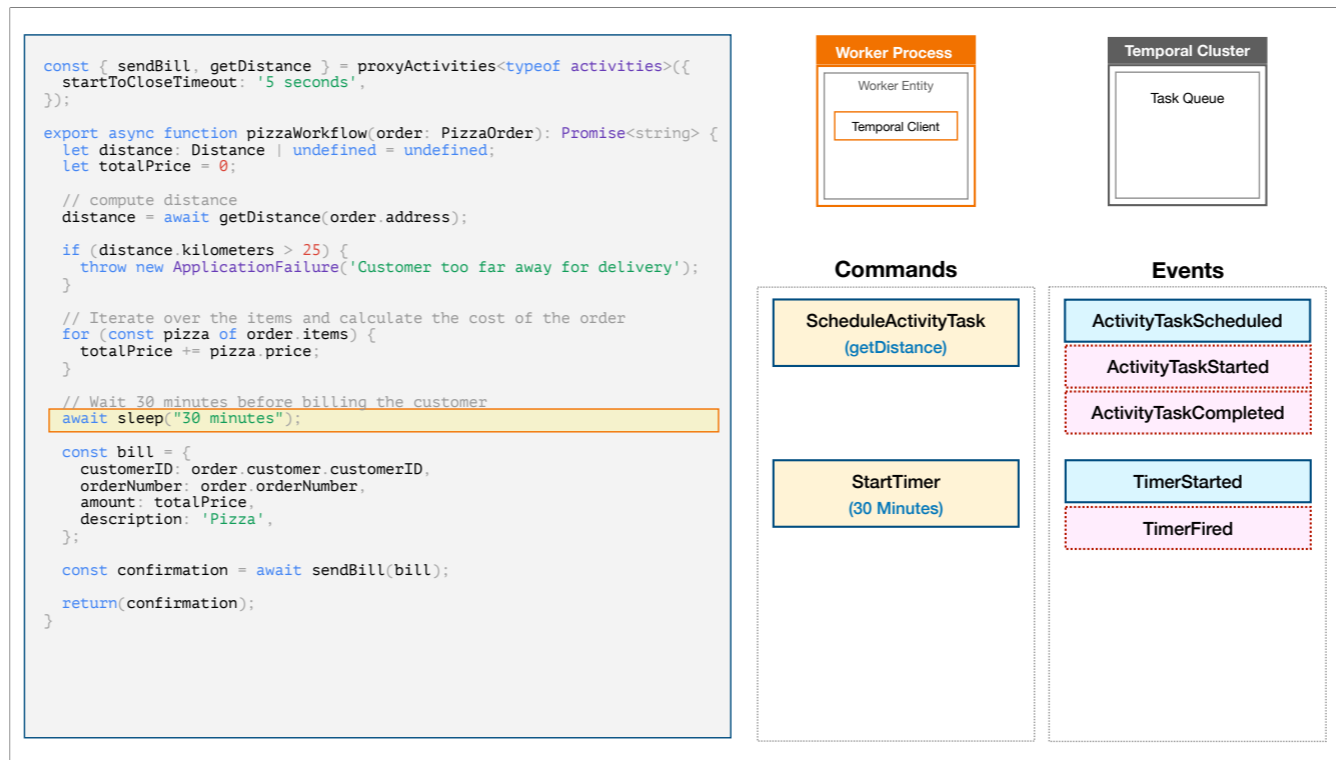 const { sendBill, getDistance } = proxyActivities<typeof activities>({
  startToCloseTimeout: '5 seconds',
});
export async function pizzaWorkflow(order: PizzaOrder): Promise<string> {
  let distance: Distance | undefined = undefined;
  let totalPrice = 0;
  // compute distance
  distance = await getDistance(order.address);
  if (distance.kilometers > 25) {
    throw new ApplicationFailure('Customer too far away for delivery');
  }
  // Iterate over the items and calculate the cost of the order
  for (const pizza of order.items) {
    totalPrice += pizza.price;
  }
  // Wait 30 minutes before billing the customer
  await sleep("30 minutes");
  const bill = {
    customerID: order.customer.customerID,
    orderNumber: order.orderNumber,
    amount: totalPrice,
    description: 'Pizza',
  };
  const confirmation = await sendBill(bill);
  return(confirmation);
}
Worker Process
Worker Entity
Temporal Client
Temporal Cluster
Task Queue
Commands
ScheduleActivityTask
(getDistance)
StartTimer
(30 Minutes)
Events
ActivityTaskScheduled
ActivityTaskStarted
ActivityTaskCompleted
TimerStarted
TimerFired